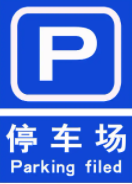 P
停车场
Parking filed